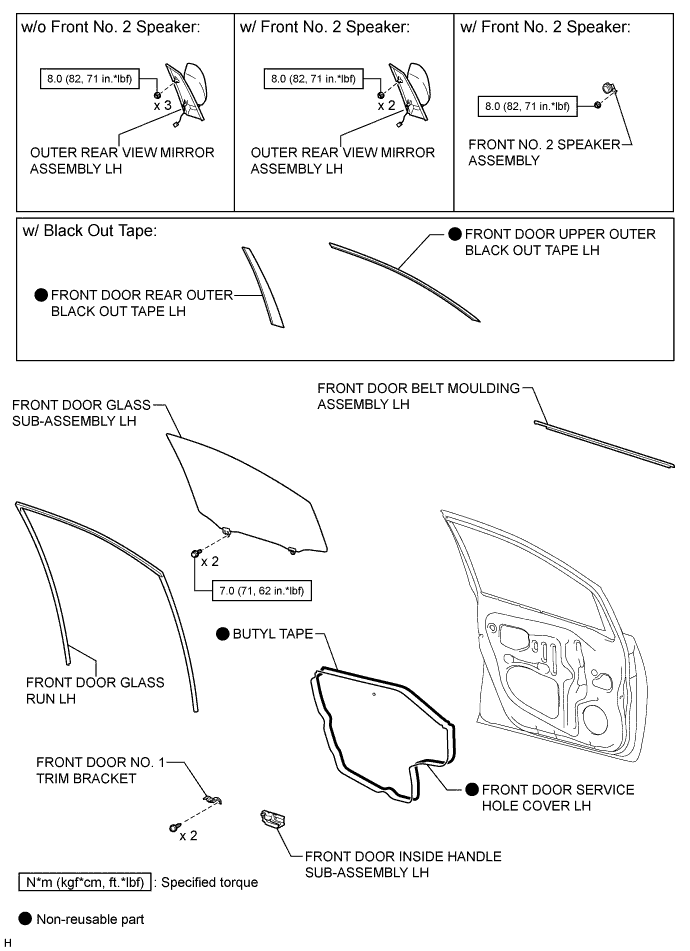 w/o Front No. 2 Speaker:
8.0 (82, 71 in.*lbf)
x 3
OUTER REAR VIEW MIRROR
ASSEMBLY LH
w/ Front No. 2 Speaker:
8.0 (82, 71 in.*lbf)
x 2
OUTER REAR VIEW MIRROR
ASSEMBLY LH
w/ Front No. 2 Speaker:
8.0 (82, 71 in.*lbf)
FRONT NO. 2 SPEAKER
ASSEMBLY
w/ Black Out Tape:
FRONT DOOR UPPER OUTER
BLACK OUT TAPE LH
FRONT DOOR REAR OUTER
BLACK OUT TAPE LH
FRONT DOOR BELT MOULDING
ASSEMBLY LH
FRONT DOOR GLASS
SUB-ASSEMBLY LH
x 2
7.0 (71, 62 in.*lbf)
BUTYL TAPE
FRONT DOOR GLASS
RUN LH
FRONT DOOR NO. 1
TRIM BRACKET
x 2
FRONT DOOR SERVICE
HOLE COVER LH
FRONT DOOR INSIDE HANDLE
SUB-ASSEMBLY LH
N*m (kgf*cm, ft.*lbf) : Specified torque
Non-reusable part
H